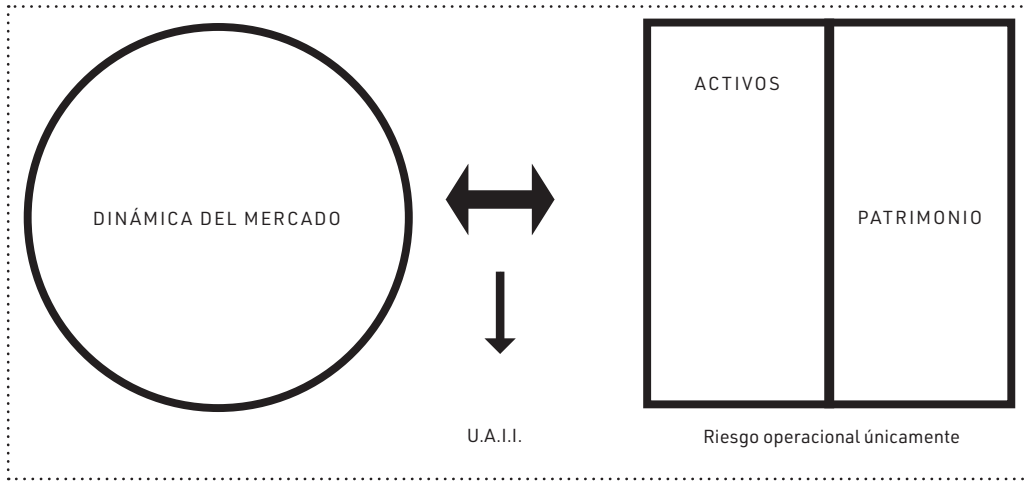 DINÁMICA DEL MERCADO
ACTIVOS
PATRIMONIO
U.A.I.I.
Riesgo operacional únicamente